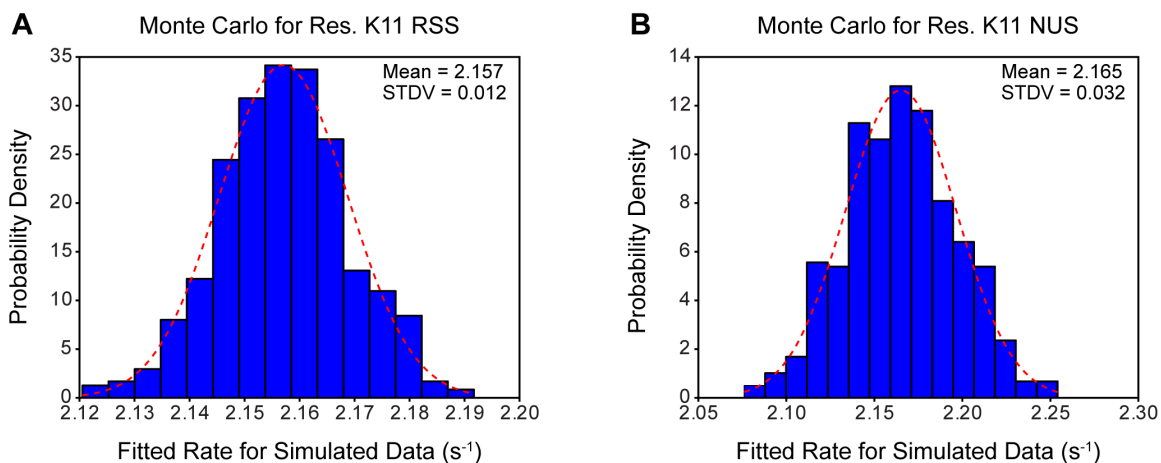 A
Monte Carlo for Res. K11 RSS
Mean = 2.157
STDV = 0.012
Probability Density
35
30
25
20
15
10
5
0
2.12 2.13 2.14 2.15 2.16 2.17 2.18 2.19 2.20
Fitted Rate for Simulated Data (s⁻¹)
B
Monte Carlo for Res. K11 NUS
Mean = 2.165
STDV = 0.032
Probability Density
14
12
10
8
6
4
2
0
2.05 2.10 2.15 2.20 2.25 2.30
Fitted Rate for Simulated Data (s⁻¹)